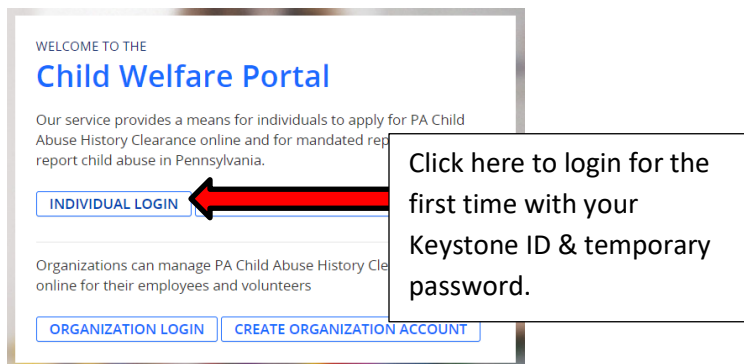 WELCOME TO THE
Child Welfare Portal
Our service provides a means for individuals to apply for PA Child
Abuse History Clearance online and for mandated rep
report child abuse in Pennsylvania.
INDIVIDUAL LOGIN
Click here to login for the
first time with your
Keystone ID & temporary
password.
Organizations can manage PA Child Abuse History Cle
online for their employees and volunteers
ORGANIZATION LOGIN
CREATE ORGANIZATION ACCOUNT